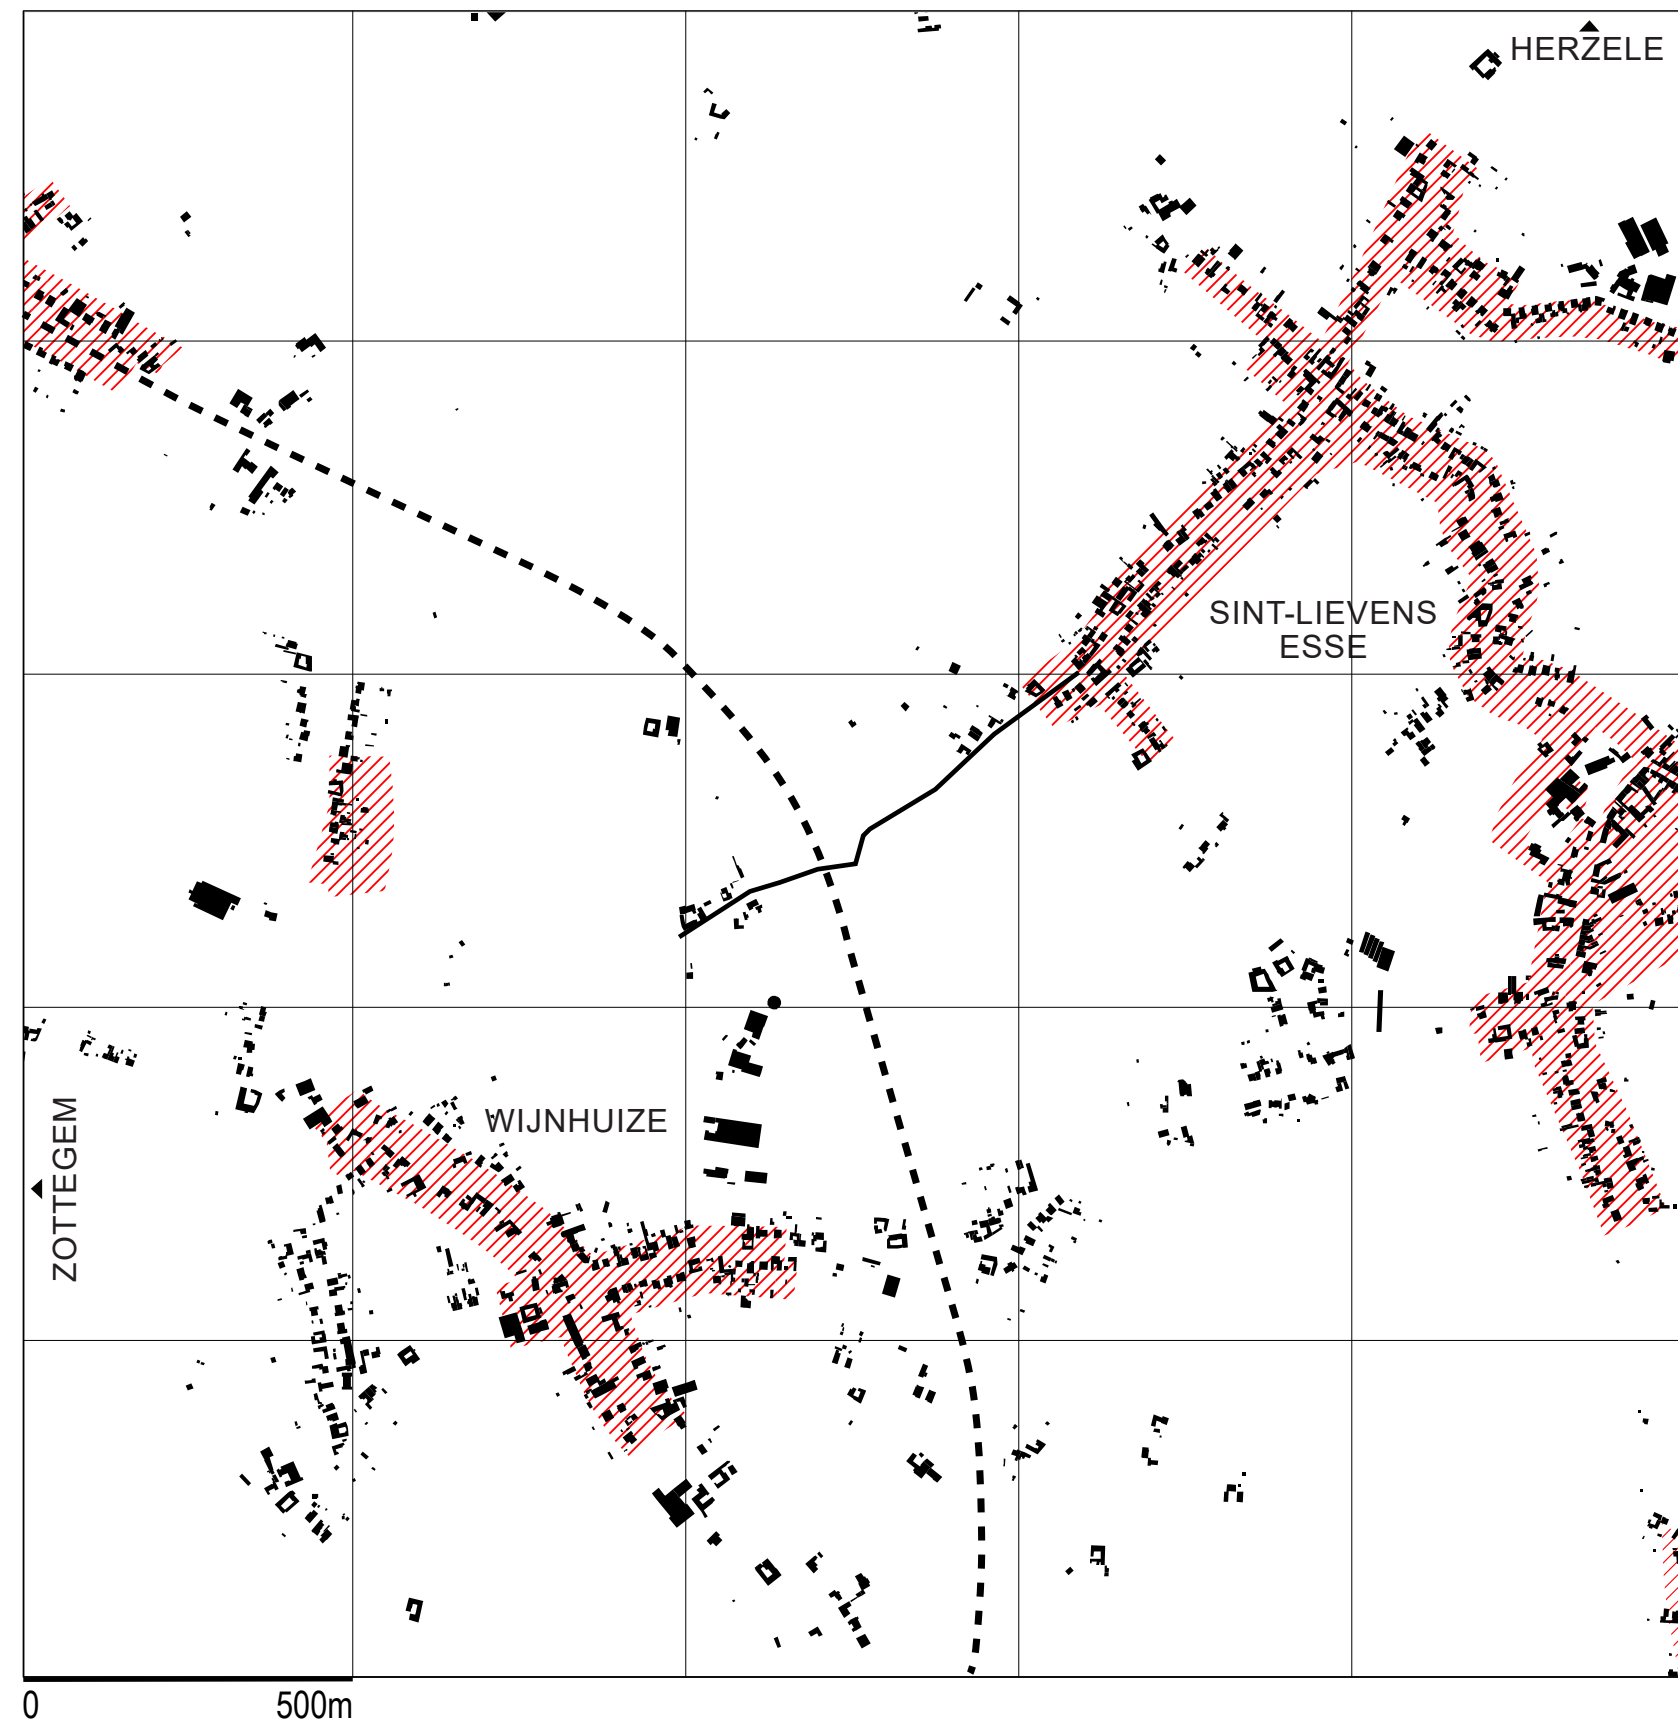 HERZELE
SINT-LIEVENS
ESSE
WIJNHUIZE
ZOTTEGEM
0
500m